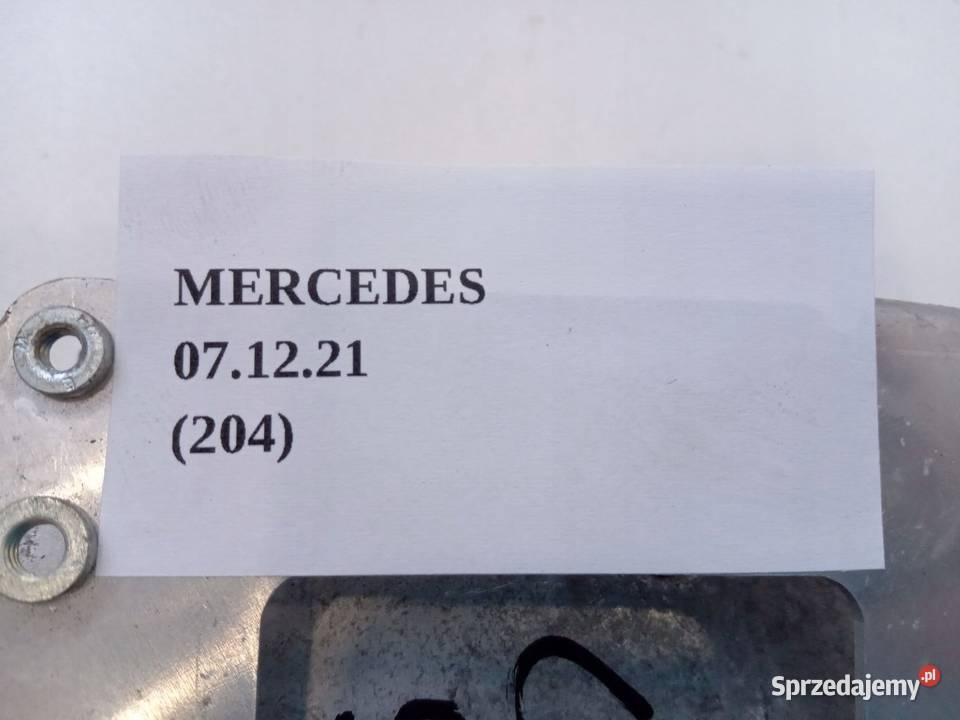 MERCEDES
07.12.21
(204)
Sprzedajemy.pl